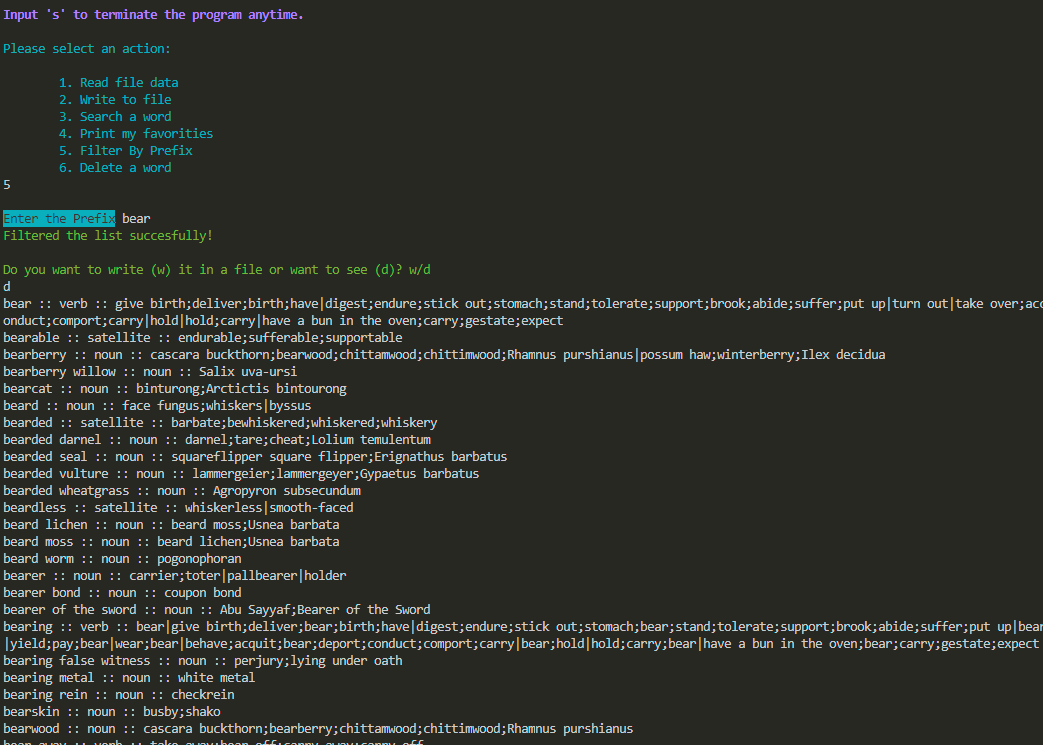 Input 's' to terminate the program anytime.
Please select an action:
1. Read file data
2. Write to file
3. Search a word
4. Print my favorities
5. Filter By Prefix
6. Delete a word
5
Enter the Prefix bear
Filtered the list succesfully!
Do you want to write (w) it in a file or want to see (d)? w/d
d
bear :: verb :: give birth;deliver;birth;have|digest;endure;stick out;stomach;stand;tolerate;support;brook;abide;suffer;put up|turn out|take over;acc
onduct;comport;carry|hold|hold;carry|have a bun in the oven;carry;gestate;expect
bearable :: satellite :: endurable;sufferable;supportable
bearberry :: noun :: cascara buckthorn;bearwood;chittamwood;chittimwood;Rhamnus purshianus|possum haw;winterberry;Ilex decidua
bearberry willow :: noun :: Salix uva-ursi
bearcat :: noun :: binturong;Arctictis bintourong
beard :: noun :: face fungus;whiskers|byssus
bearded :: satellite :: barbate;bewhiskered;whiskered;whiskery
bearded darnel :: noun :: darnel;tare;cheat;Lolium temulentum
bearded seal :: noun :: squareflipper square flipper;Erignathus barbatus
bearded vulture :: noun :: lammergeier;lammergeyer;Gypaetus barbatus
bearded wheatgrass :: noun :: Agropyron subsecundum
beardless :: satellite :: whiskerless|smooth-faced
beard lichen :: noun :: beard moss;Usnea barbata
beard moss :: noun :: beard lichen;Usnea barbata
beard worm :: noun :: pogonophoran
bearer :: noun :: carrier;toter|pallbearer|holder
bearer bond :: noun :: coupon bond
bearer of the sword :: noun :: Abu Sayyaf;Bearer of the Sword
bearing :: verb :: bear|give birth;deliver;bear;birth;have|digest;endure;stick out;stomach;bear;stand;tolerate;support;brook;abide;suffer;put up|bear
|yield;pay;bear|wear;bear|behave;acquit;bear;deport;conduct;comport;carry|bear;hold|hold;carry;bear|have a bun in the oven;bear;carry;gestate;expect
bearing false witness :: noun :: perjury;lying under oath
bearing metal :: noun :: white metal
bearing rein :: noun :: checkrein
bearskin :: noun :: busby;shako
bearwood :: noun :: cascara buckthorn;bearberry;chittamwood;chittimwood;Rhamnus purshianus
bear away :: verb :: take away;bear off;carry away;carry off